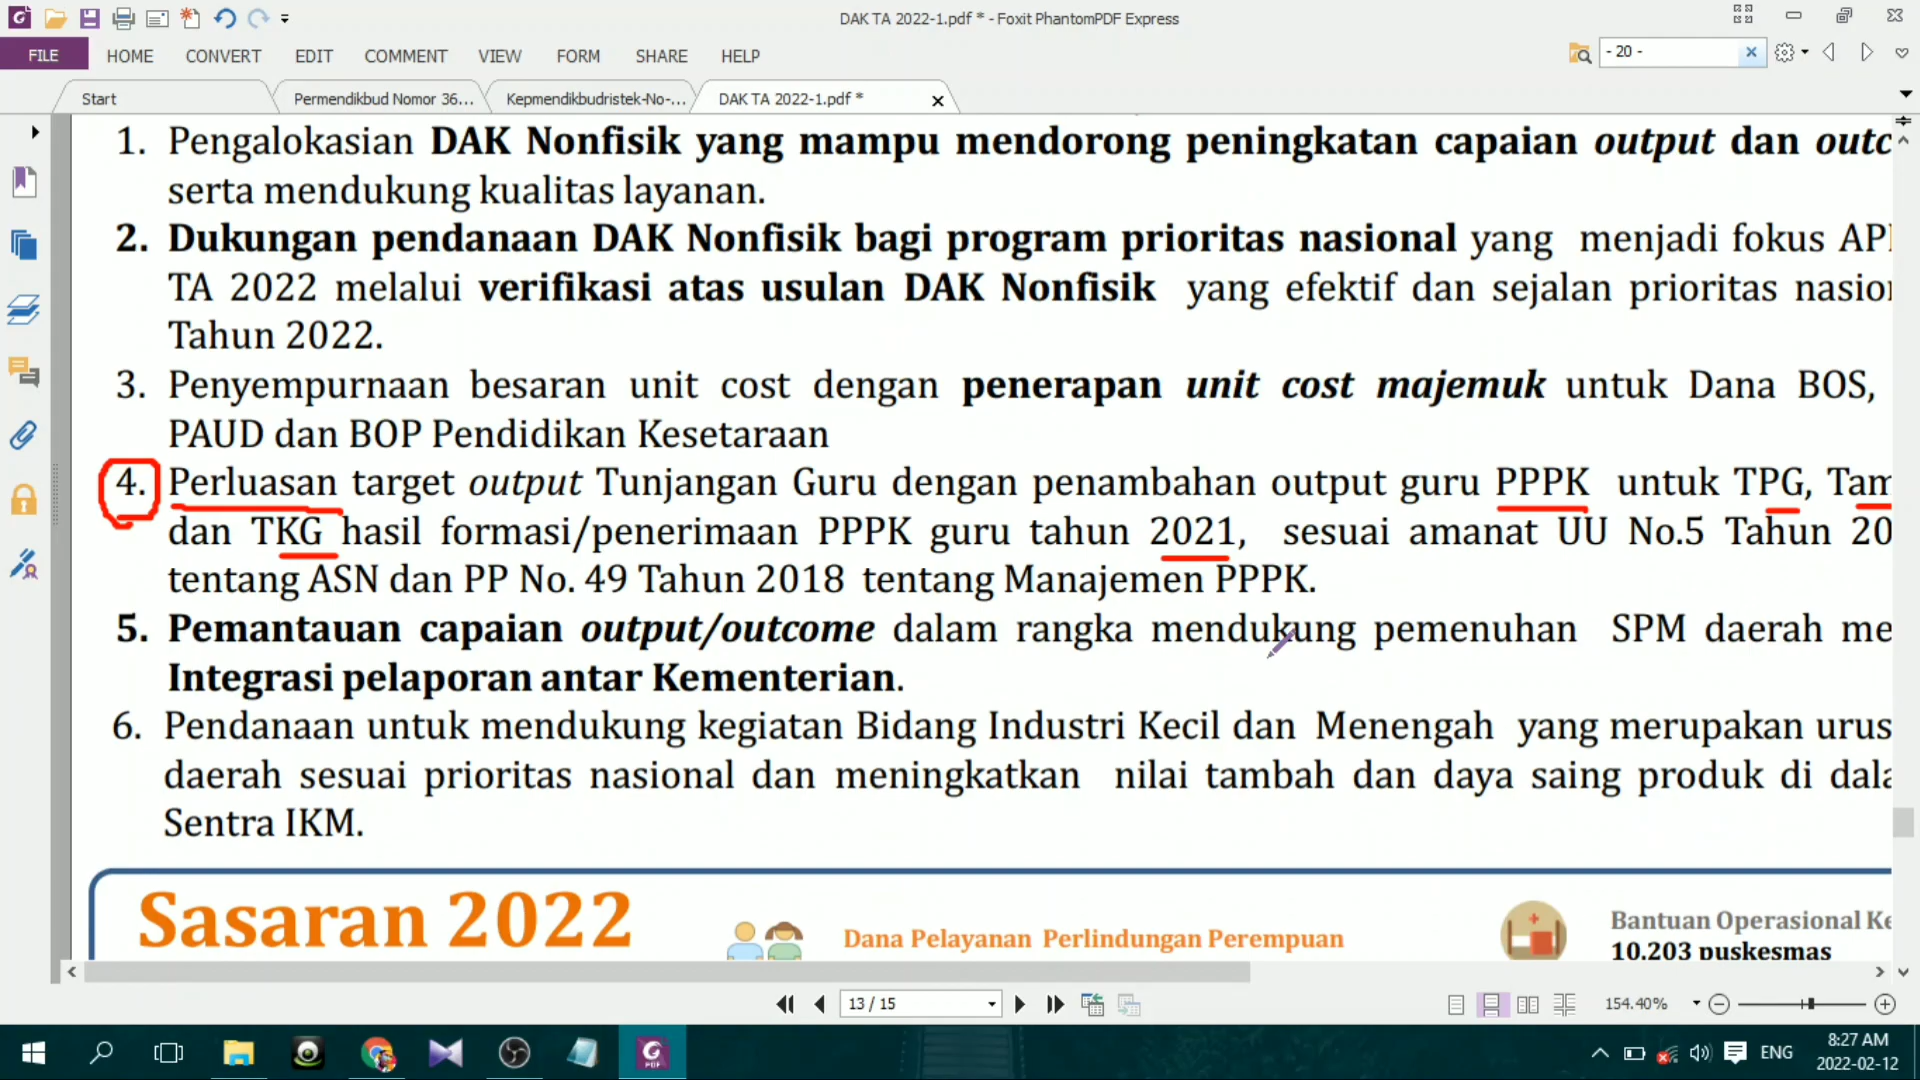 DAK TA 2022-1.pdf * - Foxit PhantomPDF Express
FILE HOME CONVERT EDIT COMMENT VIEW FORM SHARE HELP
- 20 -
Start
Permendikbud Nomor 36...
Kepmendikbudristek-No-...
DAK TA 2022-1.pdf *
1. Pengalokasian DAK Nonfisik yang mampu mendorong peningkatan capaian output dan outc
serta mendukung kualitas layanan.
2. Dukungan pendanaan DAK Nonfisik bagi program prioritas nasional yang menjadi fokus
TA 2022 melalui verifikasi atas usulan DAK Nonfisik yang efektif dan sejalan prioritas nasion
Tahun 2022.
3. Penyempurnaan besaran unit cost dengan penerapan unit cost majemuk untuk Dana BOS,
PAUD dan BOP Pendidikan Kesetaraan
4. Perluasan target output Tunjangan Guru dengan penambahan output guru PPPK untuk TPG, Tam
dan TKG hasil formasi/penerimaan PPPK guru tahun 2021, sesuai amanat UU No.5 Tahun 20
tentang ASN dan PP No. 49 Tahun 2018 tentang Manajemen PPPK.
5. Pemantauan capaian output/outcome dalam rangka mendukung pemenuhan SPM daerah me
Integrasi pelaporan antar Kementerian.
6. Pendanaan untuk mendukung kegiatan Bidang Industri Kecil dan Menengah yang merupakan urus
daerah sesuai prioritas nasional dan meningkatkan nilai tambah dan daya saing produk di dala
Sentra IKM.
Sasaran 2022
Dana Pelayanan Perlindungan Perempuan
Bantuan Operasional Ke
10.203 puskesmas
13 / 15
154.40%
ENG
8:27 AM
2022-02-12